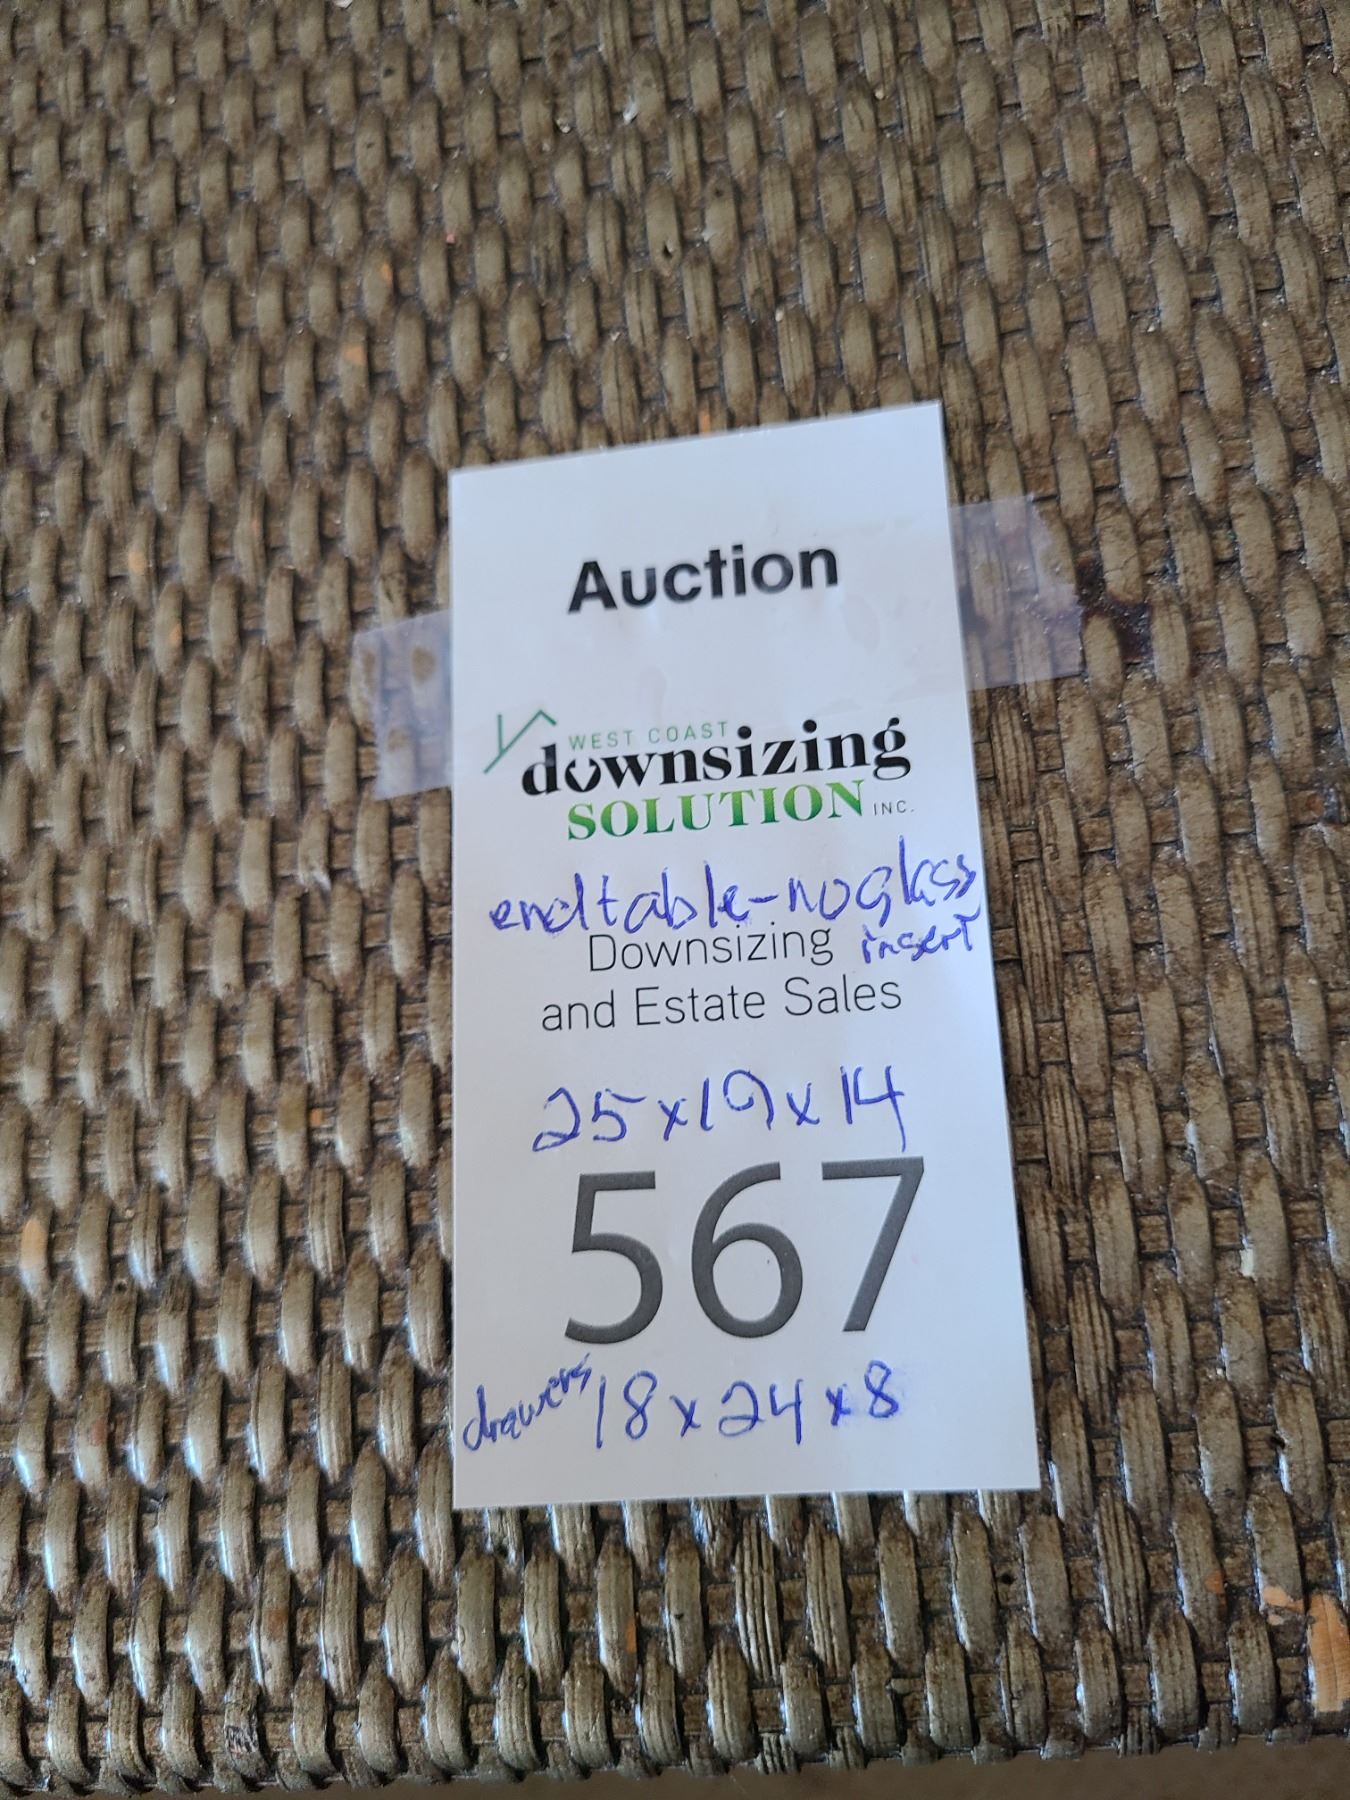 Auction
WEST COAST
downsizing
SOLUTION INC.
endtable-no glass
insert
Downsizing
and Estate Sales
25x19x14
567
drawers 18x24x8